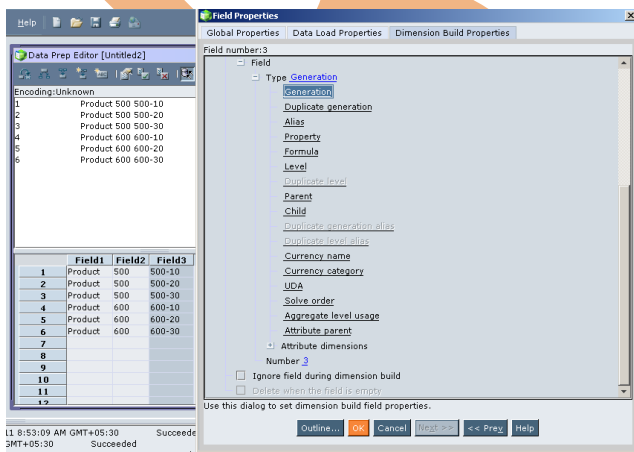 Help
Data Prep Editor [Untitled2]
Encoding:Unknown
1 Product 500 500-10
2 Product 500 500-20
3 Product 500 500-30
4 Product 600 600-10
5 Product 600 600-20
6 Product 600 600-30
Field1 Field2 Field3
1 Product 500 500-10
2 Product 500 500-20
3 Product 500 500-30
4 Product 600 600-10
5 Product 600 600-20
6 Product 600 600-30
7
8
9
10
11
12
11 8:53:09 AM GMT+05:30 Succeede
GMT+05:30 Succeeded
Field Properties
Global Properties Data Load Properties Dimension Build Properties
Field number:3
Field
Type Generation
Generation
Duplicate generation
Alias
Property
Formula
Level
Duplicate level
Parent
Child
Duplicate generation alias
Duplicate level alias
Currency name
Currency category
UDA
Solve order
Aggregate level usage
Attribute parent
Attribute dimensions
Number 3
Ignore field during dimension build
Delete when the field is empty
Use this dialog to set dimension build field properties.
Outline... OK Cancel Next >> << Prev Help